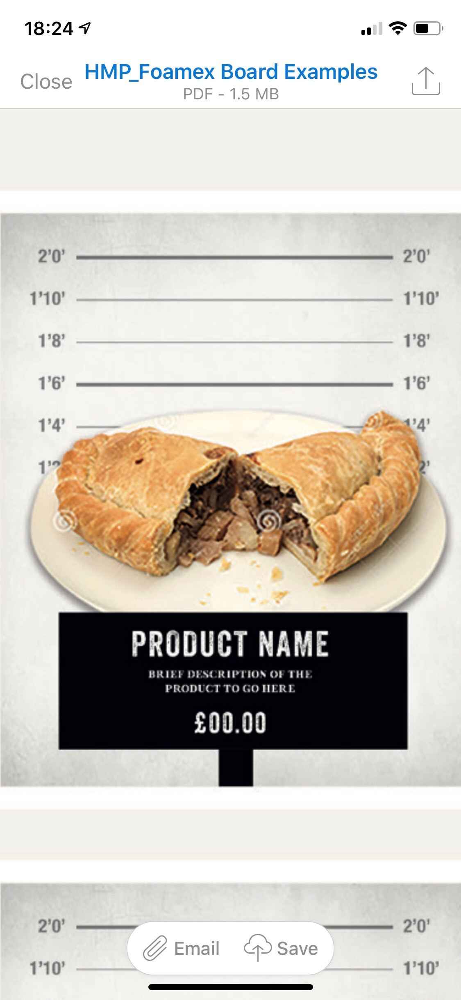 18:24
Close
HMP_Foamex Board Examples
PDF - 1.5 MB
2'0' 2'0'
1'10' 1'10'
1'8' 1'8'
1'6' 1'6'
1'4' 1'4'
PRODUCT NAME
BRIEF DESCRIPTION OF THE
PRODUCT TO GO HERE
£00.00
2'0' 2'0'
Email Save
1'10' 1'10'